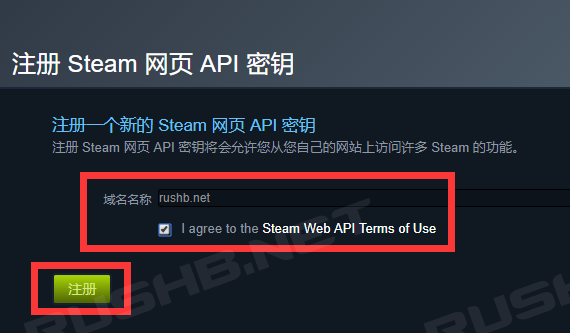 注册 Steam 网页 API 密钥
注册一个新的 Steam 网页 API 密钥
注册 Steam 网页 API 密钥将会允许您从您自己的网站上访问许多 Steam 的功能。
域名名称 rushb.net
I agree to the Steam Web API Terms of Use
注册
RUSHB.NET
RUSHB